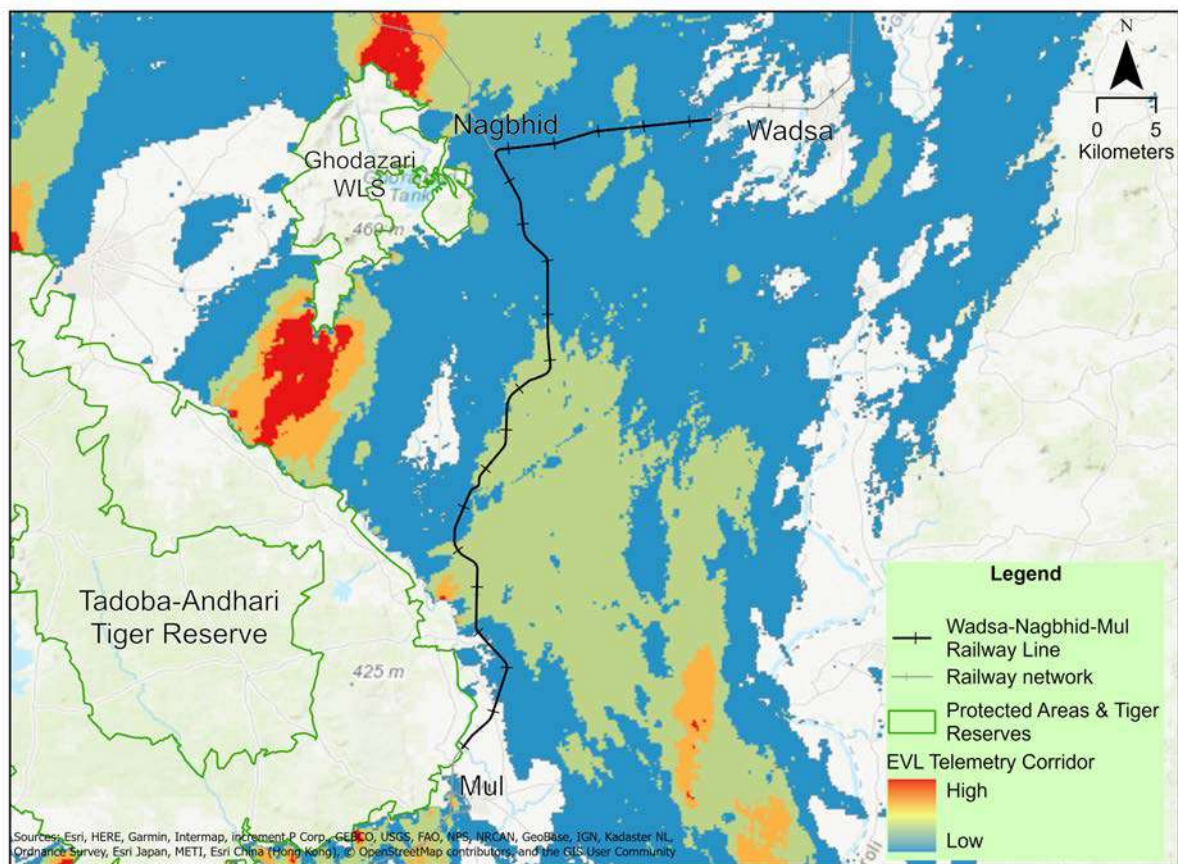 N
0 5
Kilometers
Nagbhid
Wadsa
Ghodazari
WLS
Tank
460 m
Tadoba-Andhari
Tiger Reserve
425 m
Mul
Legend
Wadsa-Nagbhid-Mul
Railway Line
Railway network
Protected Areas & Tiger
Reserves
EVL Telemetry Corridor
High
Low
Sources: Esri, HERE, Garmin, Intermap, increment P Corp., GEBCO, USGS, FAO, NPS, NRCAN, GeoBase, IGN, Kadaster NL,
Ordnance Survey, Esri Japan, METI, Esri China (Hong Kong), © OpenStreetMap contributors, and the GIS User Community